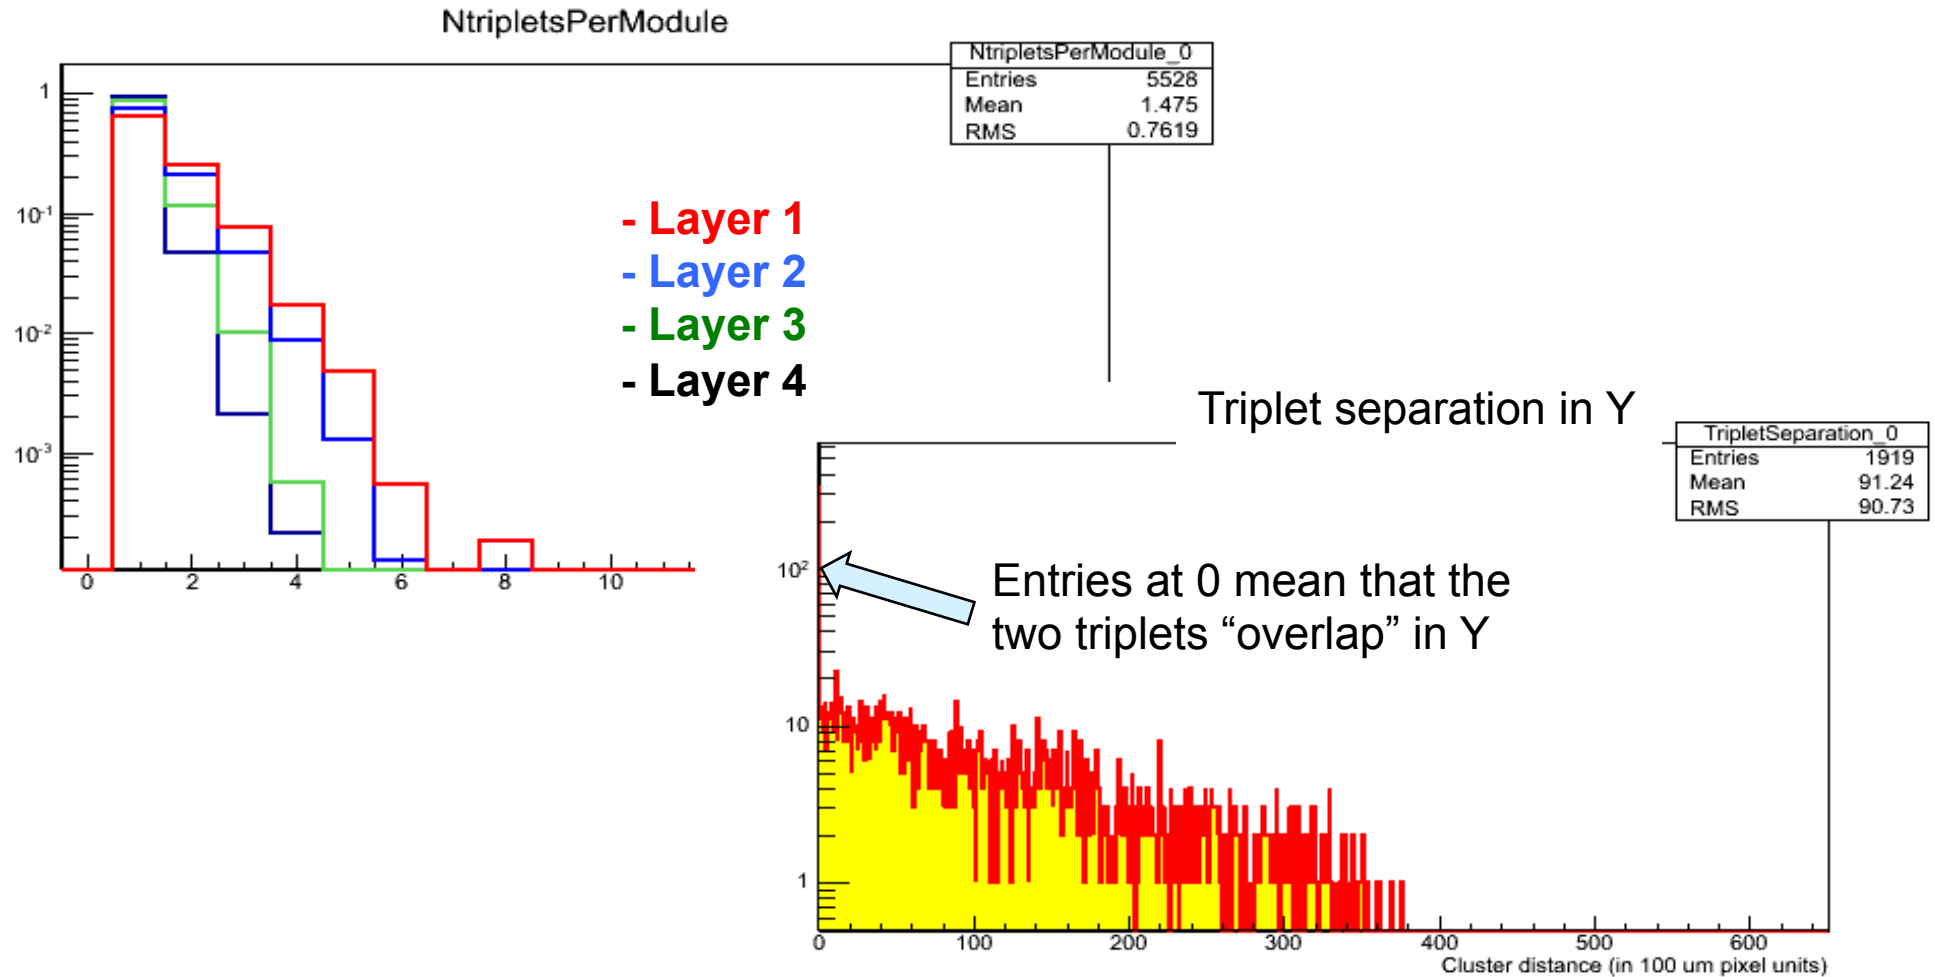 NtripletsPerModule
NtripletsPerModule_0
Entries 5528
Mean 1.475
RMS 0.7619
1
10-1
10-2
10-3
0 2 4 6 8 10
- Layer 1
- Layer 2
- Layer 3
- Layer 4
Triplet separation in Y
TripletSeparation_0
Entries 1919
Mean 91.24
RMS 90.73
10²
10
1
Entries at 0 mean that the
two triplets “overlap” in Y
0 100 200 300 400 500 600
Cluster distance (in 100 um pixel units)